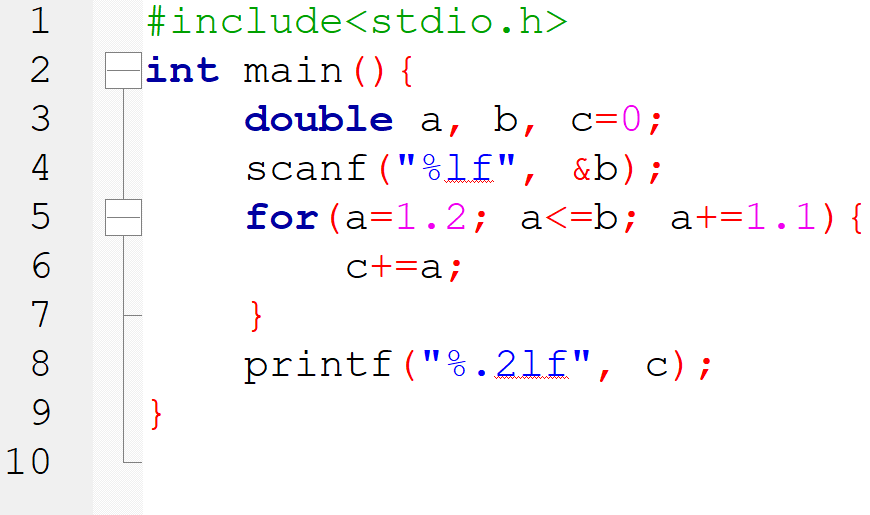 1 #include<stdio.h>
2 int main(){
3 double a, b, c=0;
4 scanf("%lf", &b);
5 for(a=1.2; a<=b; a+=1.1){
6 c+=a;
7 }
8 printf("%.2lf", c);
9 }
10